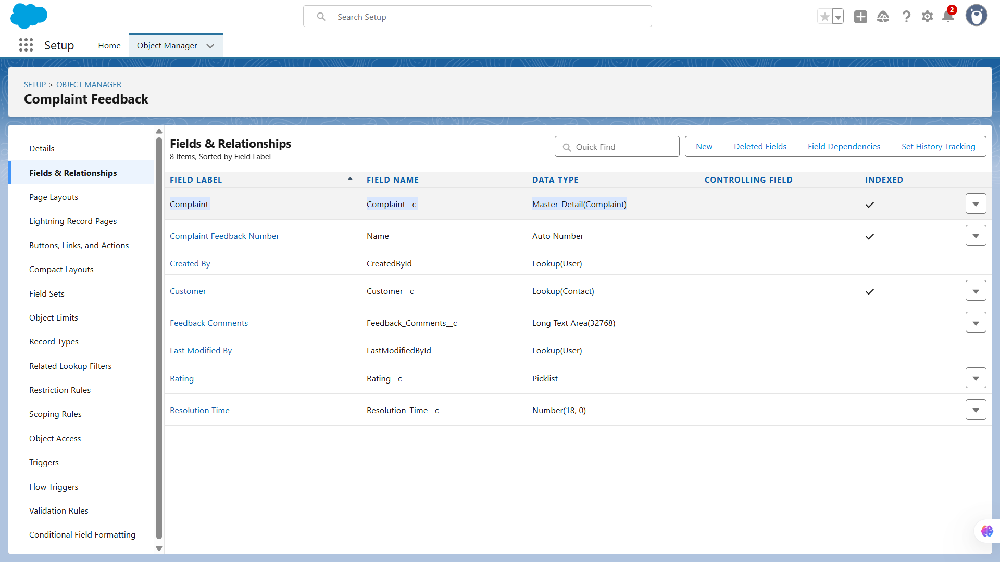 Search Setup
2
Setup
Home
Object Manager
SETUP > OBJECT MANAGER
Complaint Feedback
Details
Fields & Relationships
Page Layouts
Lightning Record Pages
Buttons, Links, and Actions
Compact Layouts
Field Sets
Object Limits
Record Types
Related Lookup Filters
Restriction Rules
Scoping Rules
Object Access
Triggers
Flow Triggers
Validation Rules
Conditional Field Formatting
Fields & Relationships
8 Items, Sorted by Field Label
Quick Find
New
Deleted Fields
Field Dependencies
Set History Tracking
FIELD LABEL FIELD NAME DATA TYPE CONTROLLING FIELD INDEXED
Complaint Complaint__c Master-Detail(Complaint)
Complaint Feedback Number Name Auto Number
Created By CreatedById Lookup(User)
Customer Customer__c Lookup(Contact)
Feedback Comments Feedback_Comments__c Long Text Area(32768)
Last Modified By LastModifiedById Lookup(User)
Rating Rating__c Picklist
Resolution Time Resolution_Time__c Number(18, 0)